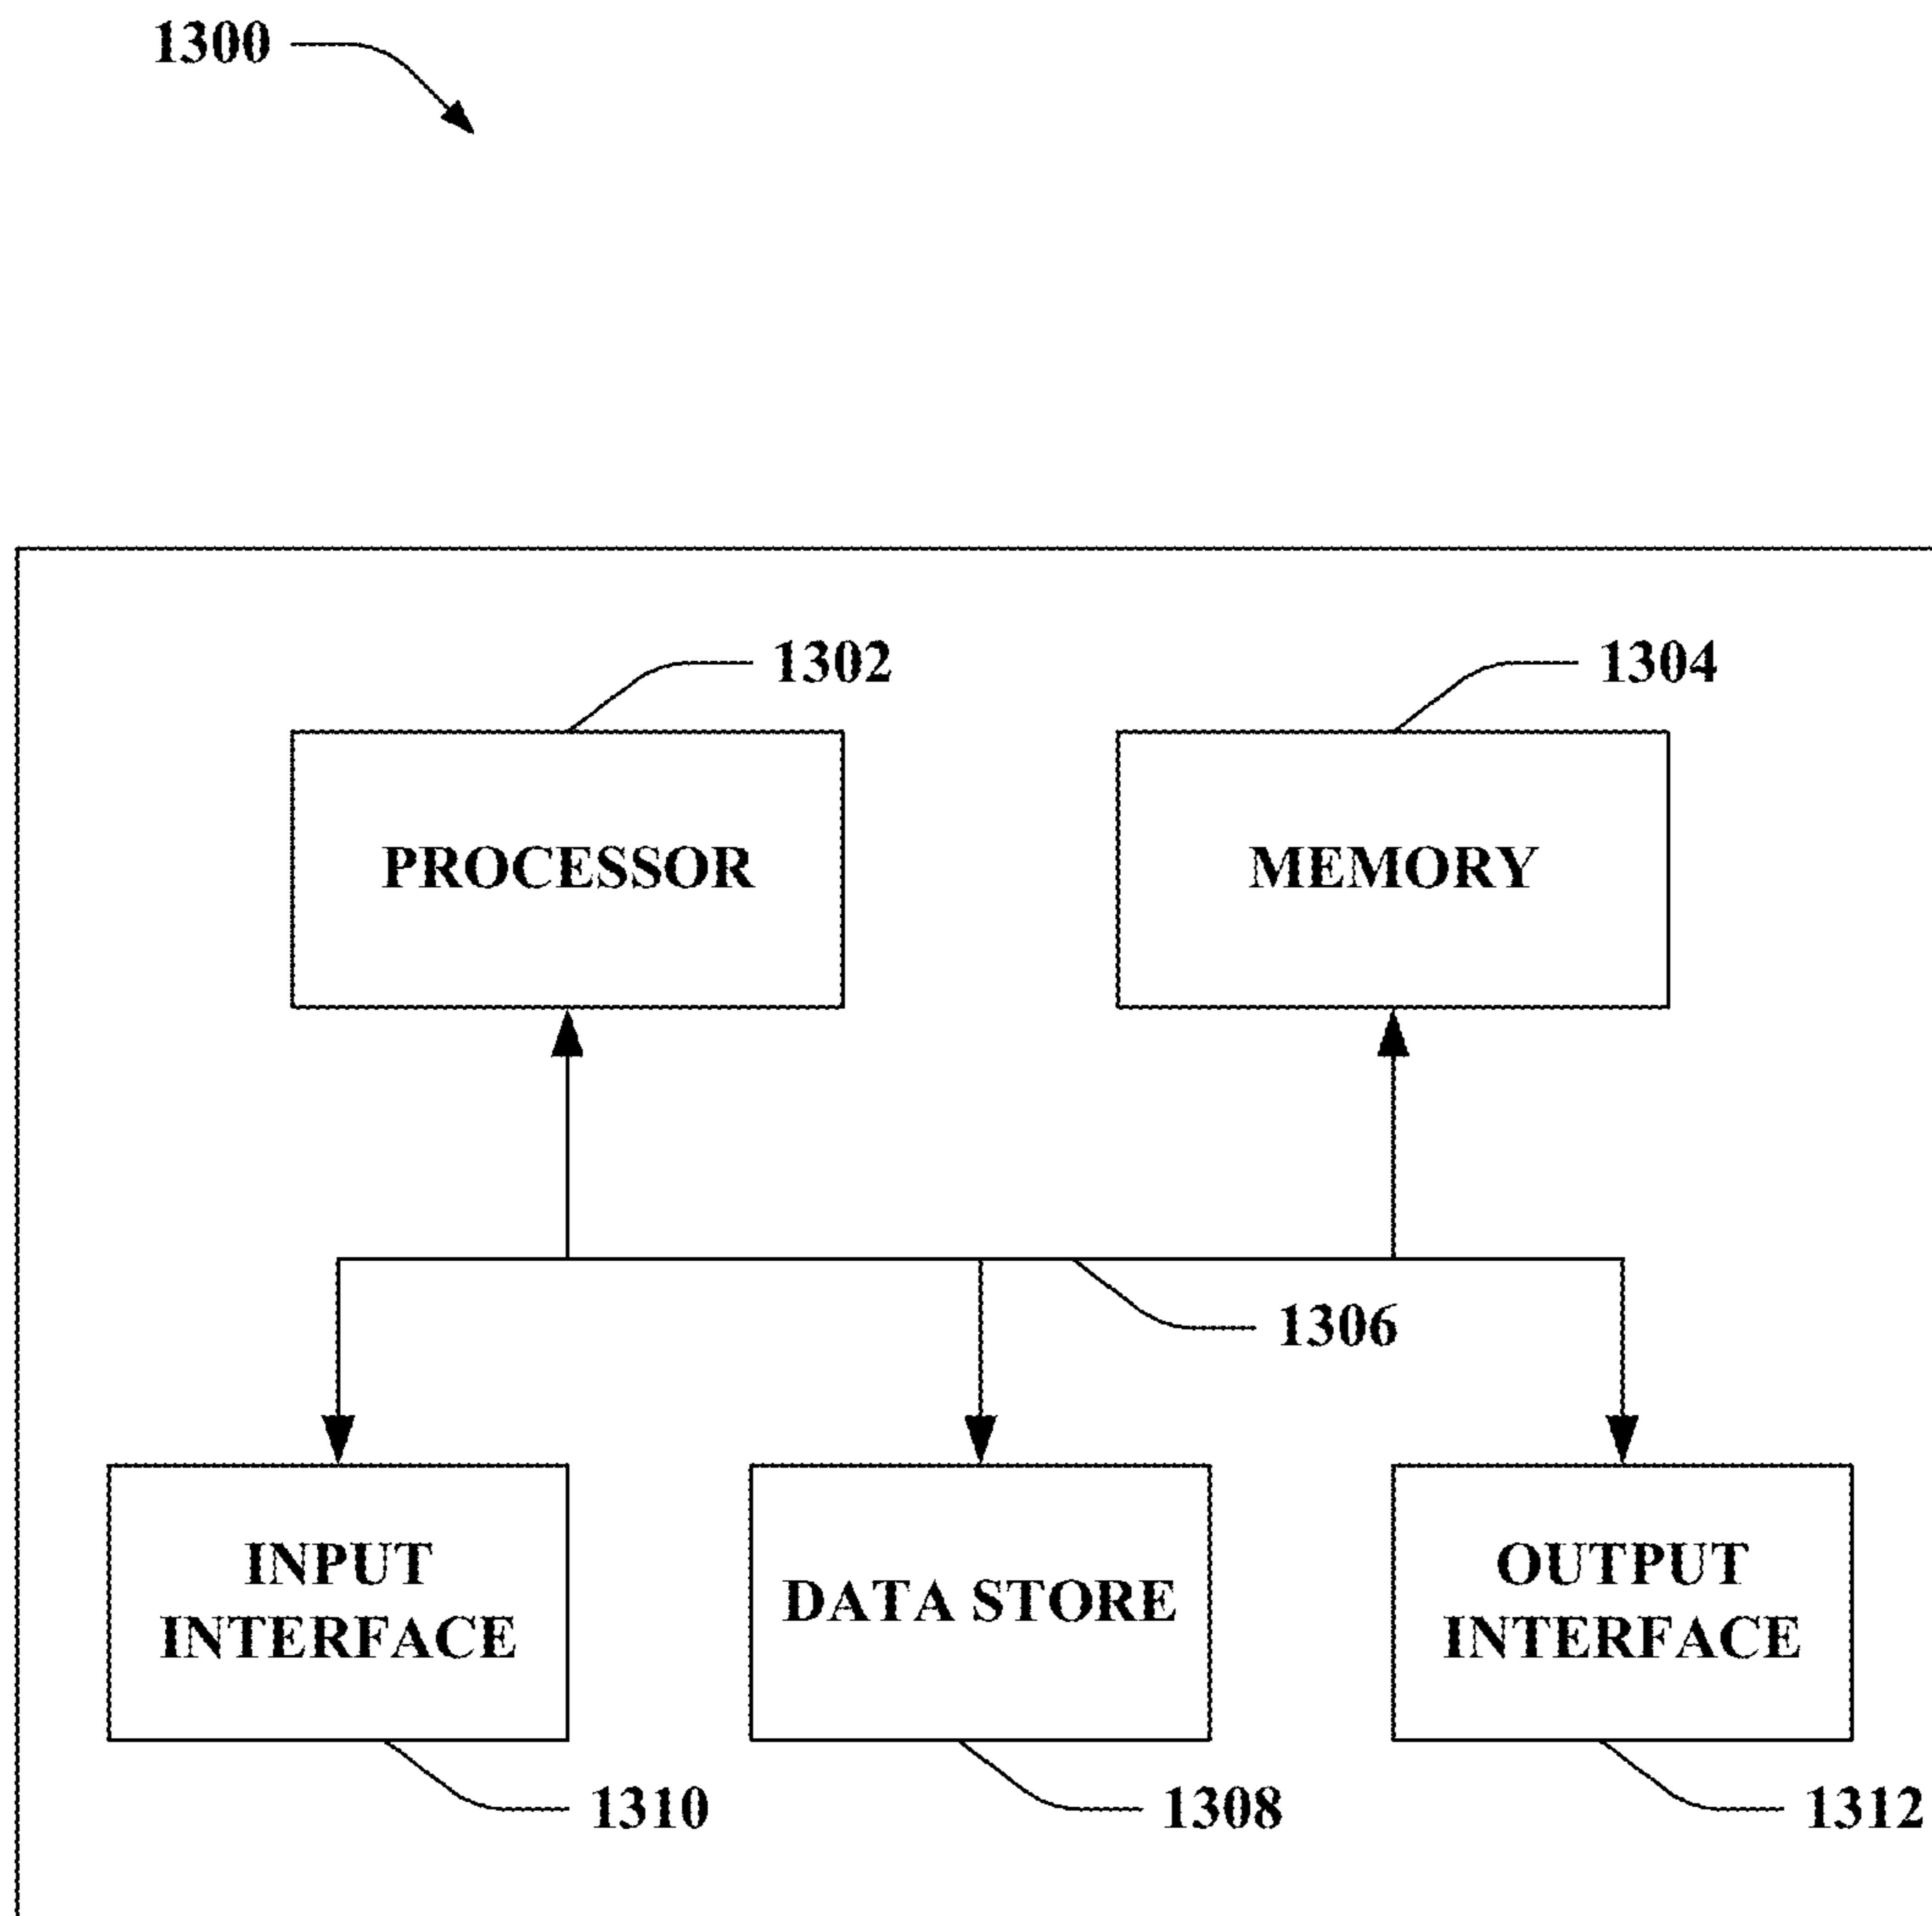 1300
1302
1304
PROCESSOR
MEMORY
1306
INPUT
INTERFACE
DATA STORE
OUTPUT
INTERFACE
1310
1308
1312